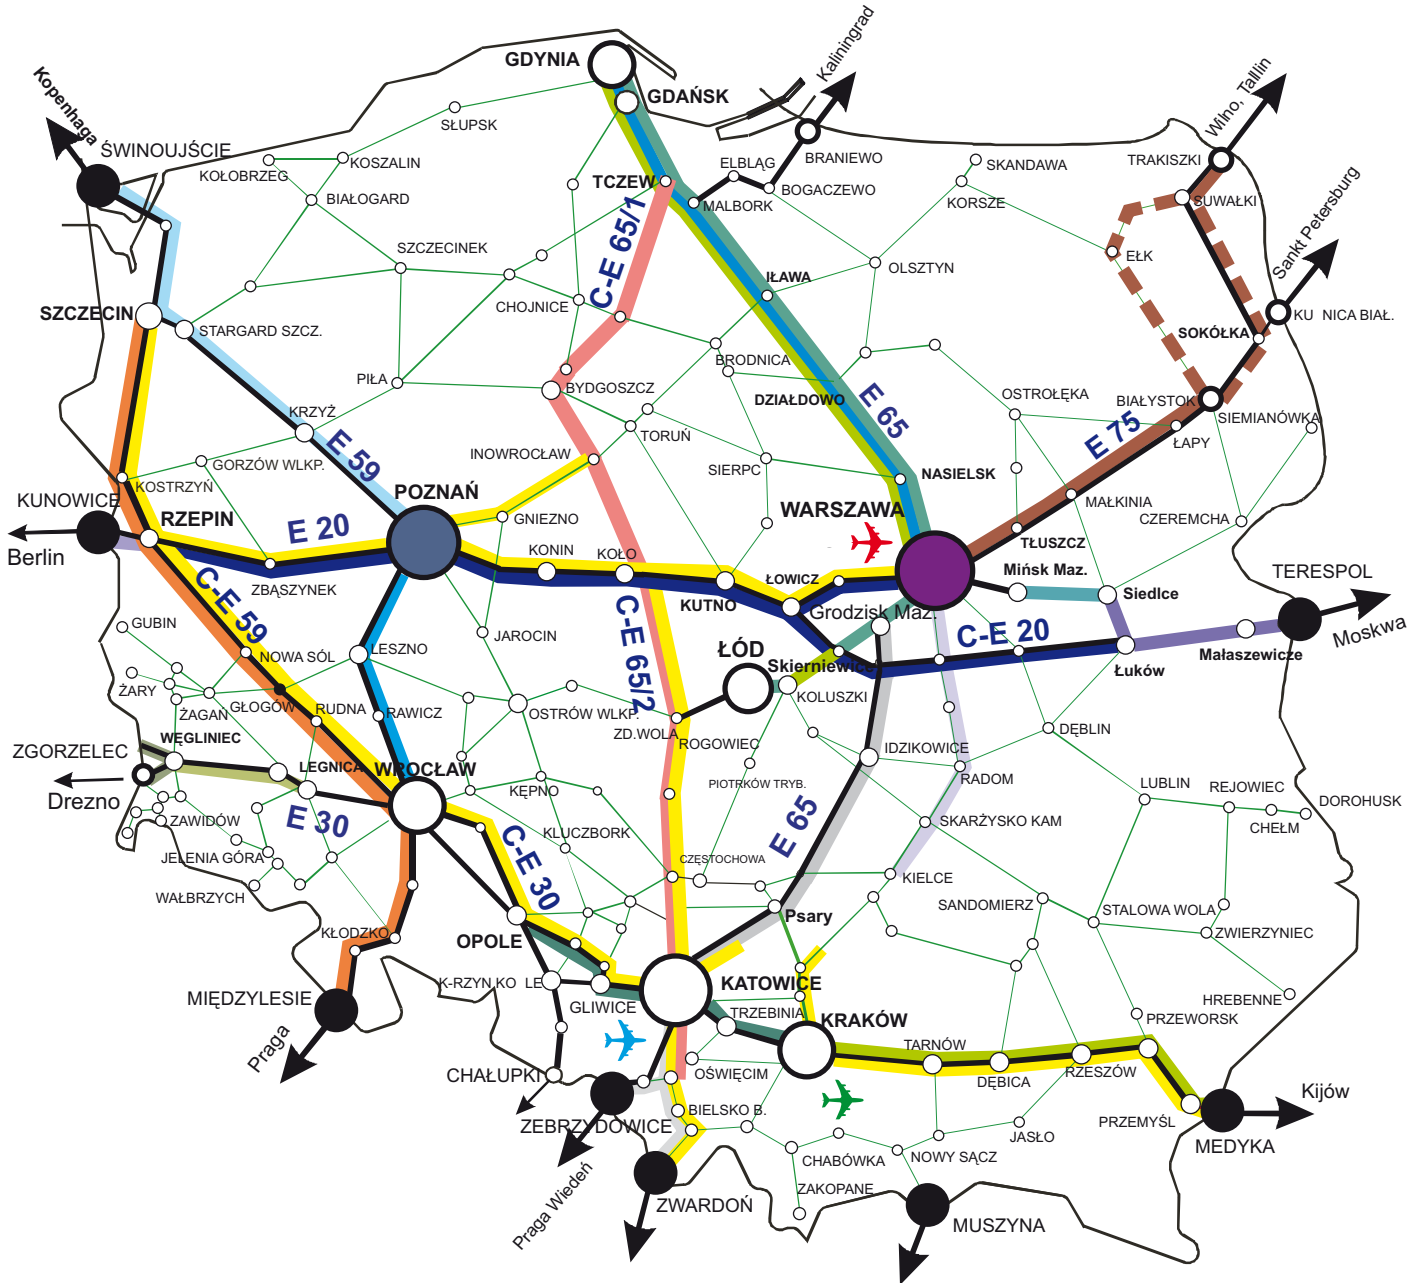 GDYNIA
GDAŃSK
Kaliningrad
Wilno, Talllin
Kopenhaga
SŁUPSK
ŚWINOUJŚCIE
KOSZALIN
KOŁOBRZEG
BIAŁOGARD
ELBLĄG
BRANIEWO
SKANDAWA
TRAKISZKI
TCZEW
BOGACZEWO
MALBORK
KORSZE
SUWAŁKI
Sankt Petersburg
SZCZECINEK
C-E 65/1
OLSZTYN
EŁK
IŁAWA
CHOJNICE
SZCZECIN
STARGARD SZCZ.
KU NICA BIAŁ.
SOKÓŁKA
BRODNICA
PIŁA
BYDGOSZCZ
DZIAŁDOWO
E 65
OSTROŁĘKA
BIAŁYSTOK
SIEMIANÓWKA
KRZYŻ
E 59
TORUŃ
E 75
ŁAPY
INOWROCŁAW
SIERPC
NASIELSK
GORZÓW WLKP.
KOSTRZYŃ
KUNOWICE
POZNAŃ
MAŁKINIA
RZEPIN
E 20
GNIEZNO
WARSZAWA
CZEREMCHA
Berlin
KONIN
KOŁO
TŁUSZCZ
Mińsk Maz.
TERESPOL
ZBĄSZYNEK
C-E 59
KUTNO
ŁOWICZ
Siedlce
Grodzisk Maz.
Moskwa
GUBIN
JAROCIN
C-E 65/2
C-E 20
NOWA SÓL
LESZNO
ŁÓD
Skierniewice
Łuków
Małaszewicze
ŻARY
ŻAGAŃ
GŁOGÓW
RUDNA
RAWICZ
OSTRÓW WLKP.
KOLUSZKI
ZD.WOLA
ROGOWIEC
DĘBLIN
WĘGLINIEC
ZGORZELEC
IDZIKOWICE
LEGNICA
WROCŁAW
PIOTRKÓW TRYB.
RADOM
Drezno
KĘPNO
LUBLIN
REJOWIEC
DOROHUSK
ZAWIDÓW
E 30
KLUCZBORK
E 65
SKARŻYSKO KAM
CHEŁM
JELENIA GÓRA
C-E 30
CZĘSTOCHOWA
KIELCE
WAŁBRZYCH
SANDOMIERZ
STALOWA WOLA
Psary
KŁODZKO
OPOLE
ZWIERZYNIEC
K-RZYN KO LE
GLIWICE
KATOWICE
MIĘDZYLESIE
HREBENNE
TRZEBINIA
KRAKÓW
PRZEWORSK
Praga
TARNÓW
CHAŁUPKI
OŚWIĘCIM
DĘBICA
RZESZÓW
Kijów
BIELSKO B.
ZEBRZYDOWICE
PRZEMYŚL
JASŁO
MEDYKA
CHABÓWKA
NOWY SĄCZ
Praga Wiedeń
ZWARDOŃ
ZAKOPANE
MUSZYNA